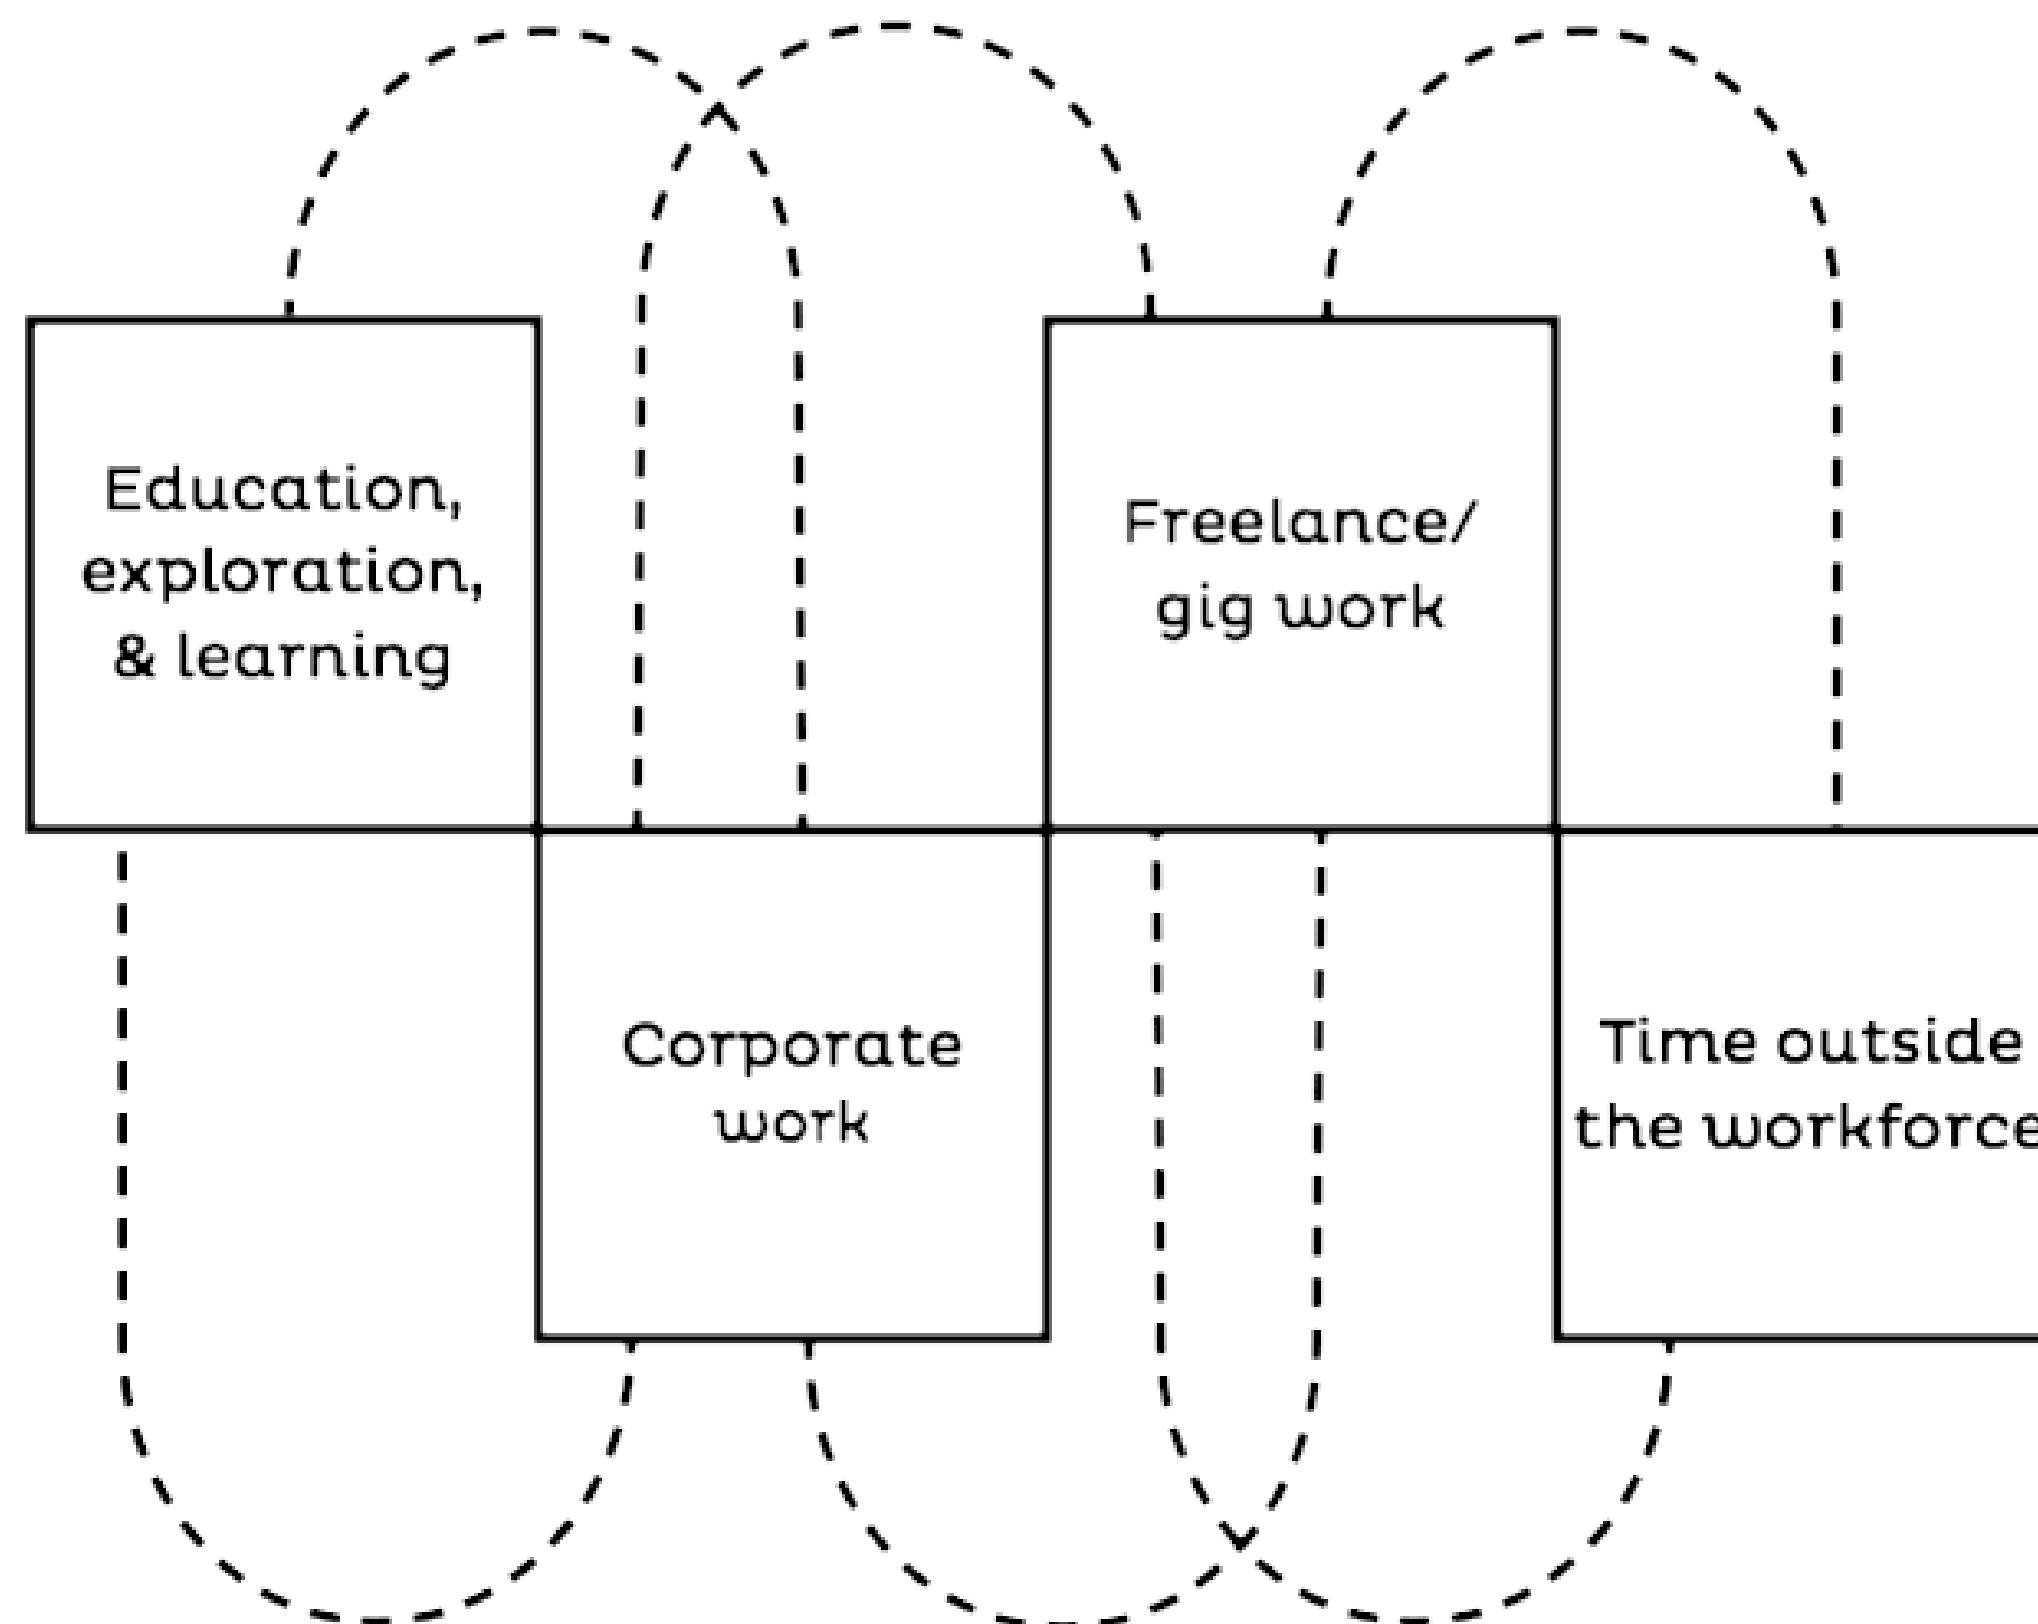 Education,
exploration,
& learning
Freelance/
gig work
Corporate
work
Time outside
the workforce